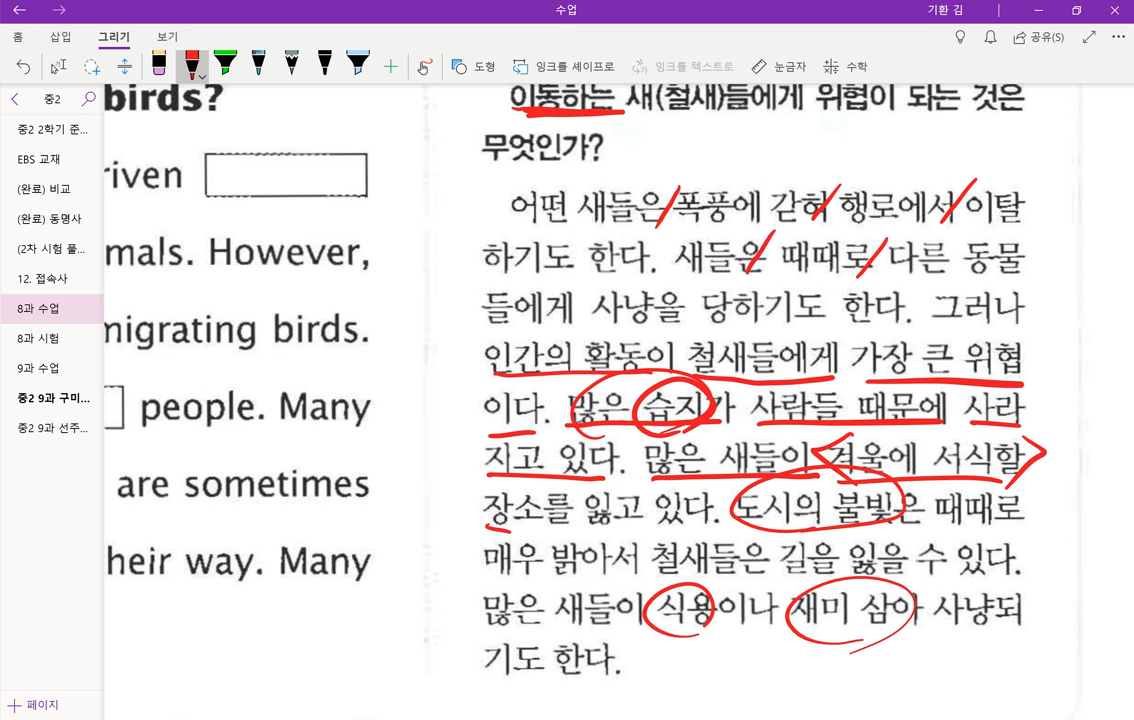 수업
기환 김
홈 삽입 그리기 보기
공유(S)
도형 잉크를 셰이프로 잉크를 텍스트로 눈금자 수학
중2
중2 2학기 준...
EBS 교재
(완료) 비교
(완료) 동명사
(2차 시험 풀...
12. 접속사
8과 수업
8과 시험
9과 수업
중2 9과 구미...
중2 9과 선주...
페이지
birds?
riven
mals. However,
migrating birds.
people. Many
are sometimes
heir way. Many
이동하는 새(철새)들에게 위협이 되는 것은
무엇인가?
어떤 새들은 폭풍에 갇혀 행로에서 이탈
하기도 한다. 새들은 때때로 다른 동물
들에게 사냥을 당하기도 한다. 그러나
인간의 활동이 철새들에게 가장 큰 위협
이다. 많은 습지가 사람들 때문에 사라
지고 있다. 많은 새들이 겨울에 서식할
장소를 잃고 있다. 도시의 불빛은 때때로
매우 밝아서 철새들은 길을 잃을 수 있다.
많은 새들이 식용이나 재미 삼아 사냥되
기도 한다.